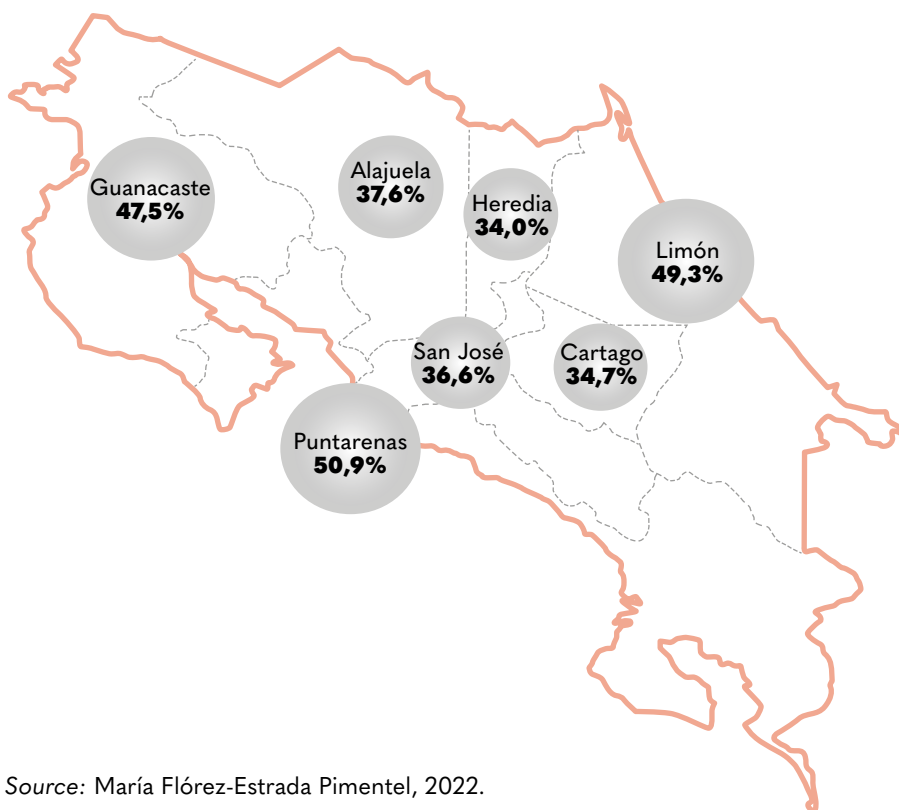 Guanacaste
47,5%
Alajuela
37,6%
Heredia
34,0%
Limón
49,3%
San José
36,6%
Cartago
34,7%
Puntarenas
50,9%
Source: María Flórez-Estrada Pimentel, 2022.